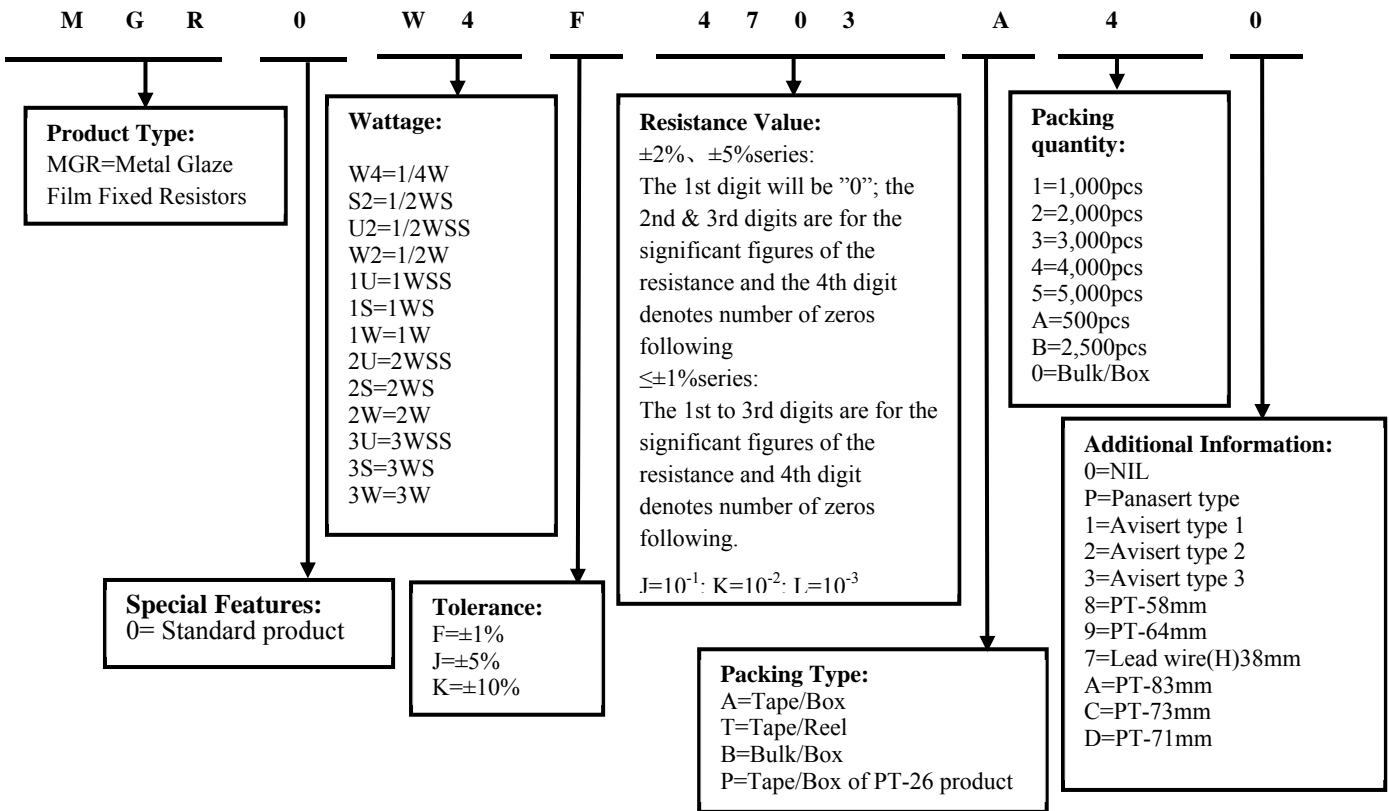 M G R 0 W 4 F 4 7 0 3 A 4 0
Product Type:
MGR=Metal Glaze
Film Fixed Resistors
Wattage:
W4=1/4W
S2=1/2WS
U2=1/2WSS
W2=1/2W
1U=1WSS
1S=1WS
1W=1W
2U=2WSS
2S=2WS
2W=2W
3U=3WSS
3S=3WS
3W=3W
Resistance Value:
±2%、±5%series:
The 1st digit will be ”0”; the
2nd & 3rd digits are for the
significant figures of the
resistance and the 4th digit
denotes number of zeros
following
≤±1%series:
The 1st to 3rd digits are for the
significant figures of the
resistance and 4th digit
denotes number of zeros
following.
J=10⁻¹; K=10⁻²; L=10⁻³
Packing
quantity:
1=1,000pcs
2=2,000pcs
3=3,000pcs
4=4,000pcs
5=5,000pcs
A=500pcs
B=2,500pcs
0=Bulk/Box
Special Features:
0= Standard product
Tolerance:
F=±1%
J=±5%
K=±10%
Packing Type:
A=Tape/Box
T=Tape/Reel
B=Bulk/Box
P=Tape/Box of PT-26 product
Additional Information:
0=NIL
P=Panasert type
1=Avisert type 1
2=Avisert type 2
3=Avisert type 3
8=PT-58mm
9=PT-64mm
7=Lead wire(H)38mm
A=PT-83mm
C=PT-73mm
D=PT-71mm